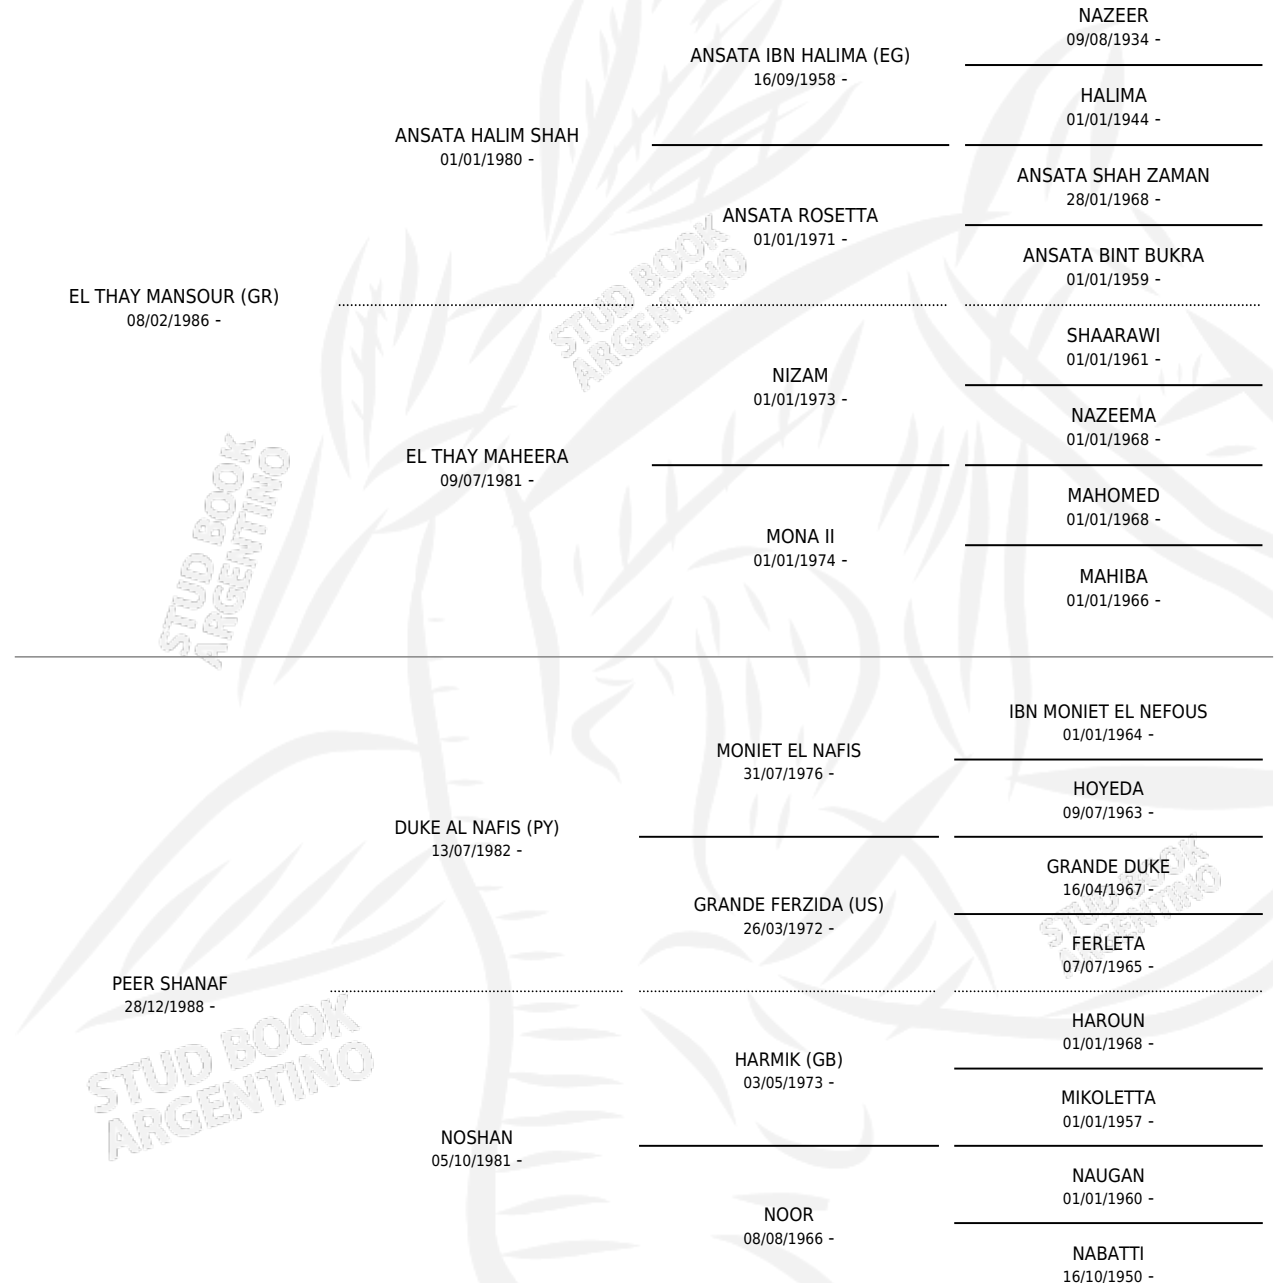 NAZEER
09/08/1934 -
ANSATA IBN HALIMA (EG)
16/09/1958 -
HALIMA
01/01/1944 -
ANSATA HALIM SHAH
01/01/1980 -
ANSATA SHAH ZAMAN
28/01/1968 -
ANSATA ROSETTA
01/01/1971 -
ANSATA BINT BUKRA
01/01/1959 -
EL THAY MANSOUR (GR)
08/02/1986 -
SHAARAWI
01/01/1961 -
NIZAM
01/01/1973 -
NAZEEMA
01/01/1968 -
EL THAY MAHEERA
09/07/1981 -
MAHOMED
01/01/1968 -
MONA II
01/01/1974 -
MAHIBA
01/01/1966 -
STUD BOOK
ARGENTINO
STUD BOOK
ARGENTINO
IBN MONIET EL NEFOUS
01/01/1964 -
MONIET EL NAFIS
31/07/1976 -
HOYEDA
09/07/1963 -
DUKE AL NAFIS (PY)
13/07/1982 -
GRANDE DUKE
16/04/1967 -
GRANDE FERZIDA (US)
26/03/1972 -
FERLETA
07/07/1965 -
PEER SHANAF
28/12/1988 -
HAROUN
01/01/1968 -
HARMIK (GB)
03/05/1973 -
MIKOLETTA
01/01/1957 -
NOSHAN
05/10/1981 -
NAUGAN
01/01/1960 -
NOOR
08/08/1966 -
NABATTI
16/10/1950 -
STUD BOOK
ARGENTINO
STUD BOOK
ARGENTINO